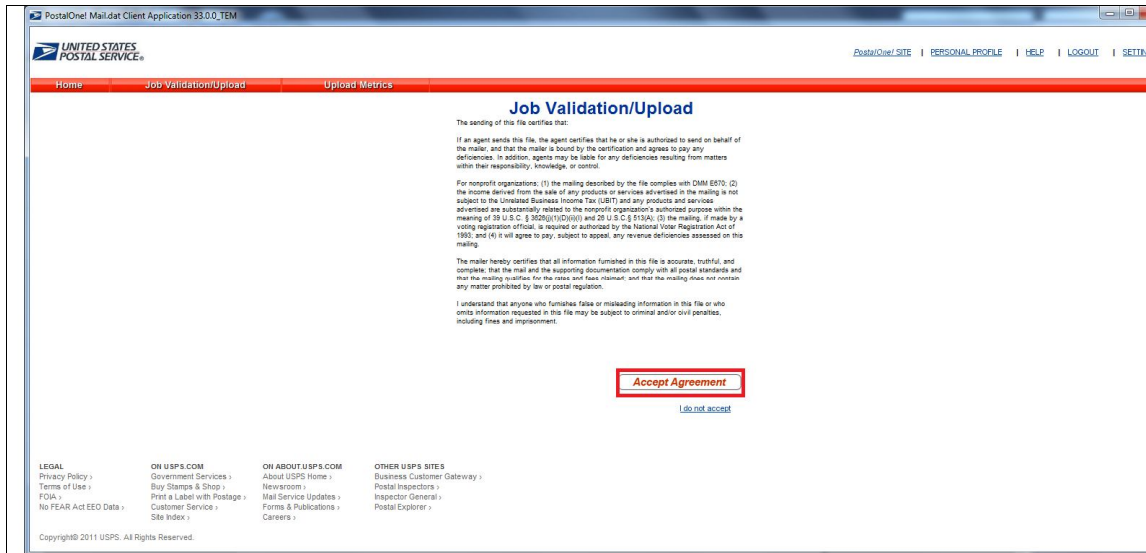 PostalOne! Mail.dat Client Application 33.0.0_TEM
UNITED STATES
POSTAL SERVICE®
PostalOne! SITE | PERSONAL PROFILE | HELP | LOGOUT | SETTIN
Home Job Validation/Upload Upload Metrics
Job Validation/Upload
The sending of this file certifies that:
If an agent sends this file, the agent certifies that he or she is authorized to send on behalf of
the mailer, and that the mailer is bound by the certification and agrees to pay any
deficiencies. In addition, agents may be liable for any deficiencies resulting from matters
within their responsibility, knowledge, or control.
For nonprofit organizations: (1) the mailing described by the file complies with DMM E670; (2)
the income derived from the sale of any products or services advertised in the mailing is not
subject to the Unrelated Business Income Tax (UBIT) and any products and services
advertised are substantially related to the nonprofit organization's authorized purpose within the
meaning of 39 U.S.C. § 3626(j)(1)(D)(ii)(I) and 26 U.S.C.§ 513(A); (3) the mailing, if made by a
voting registration official, is required or authorized by the National Voter Registration Act of
1993; and (4) it will agree to pay, subject to appeal, any revenue deficiencies assessed on this
mailing.
The mailer hereby certifies that all information furnished in this file is accurate, truthful, and
complete; that the mail and the supporting documentation comply with all postal standards and
that the mailing qualifies for the rates and fees claimed; and that the mailing does not contain
any matter prohibited by law or postal regulation.
I understand that anyone who furnishes false or misleading information in this file or who
omits information requested in this file may be subject to criminal and/or civil penalties,
including fines and imprisonment.
Accept Agreement
I do not accept
LEGAL
Privacy Policy ›
Terms of Use ›
FOIA ›
No FEAR Act EEO Data ›
ON USPS.COM
Government Services ›
Buy Stamps & Shop ›
Print a Label with Postage ›
Customer Service ›
Site Index ›
ON ABOUT.USPS.COM
About USPS Home ›
Newsroom ›
Mail Service Updates ›
Forms & Publications ›
Careers ›
OTHER USPS SITES
Business Customer Gateway ›
Postal Inspectors ›
Inspector General ›
Postal Explorer ›
Copyright© 2011 USPS. All Rights Reserved.